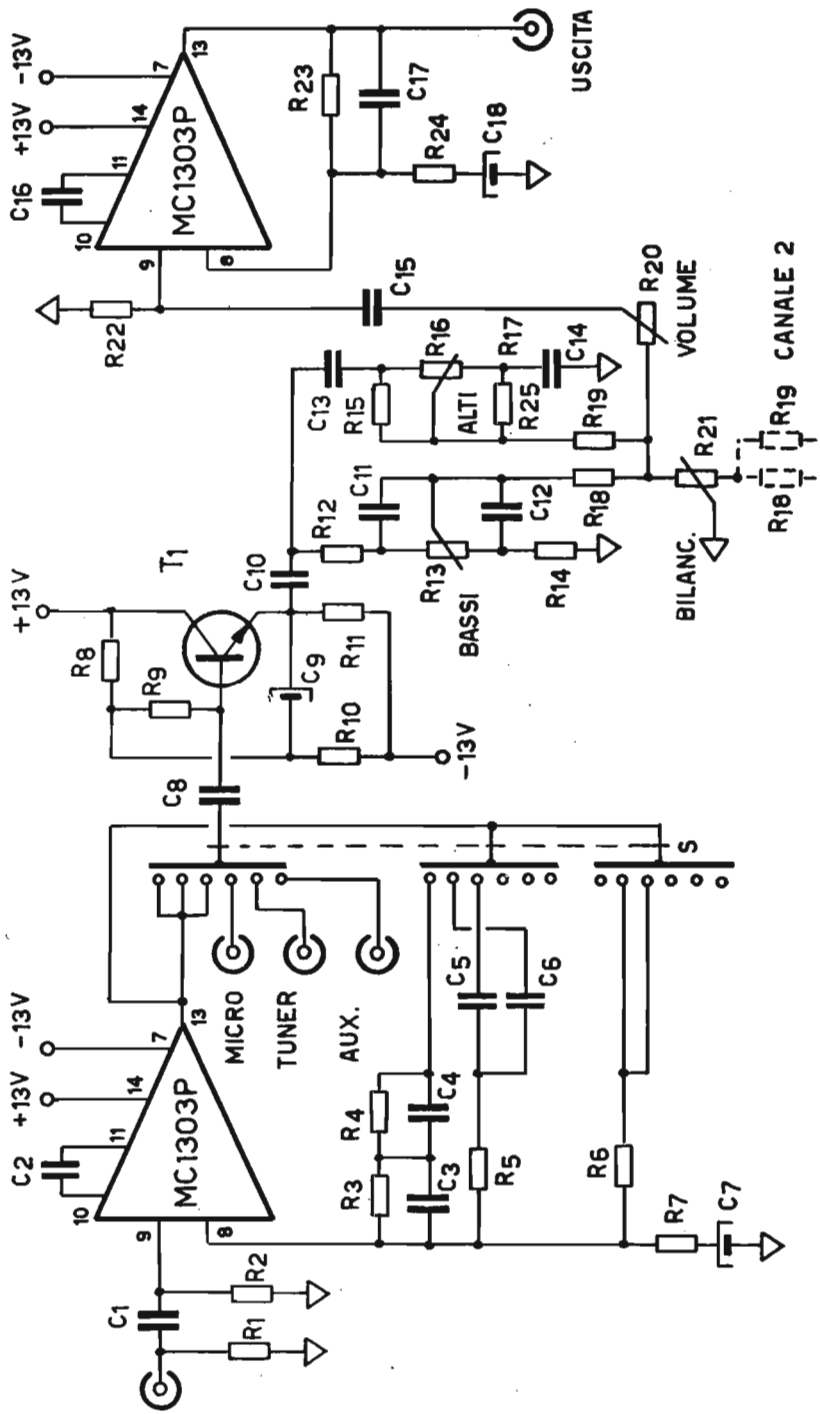 C2
+13V
-13V
10
11
14
7
MC1303P
9
8
13
C1
R1
R2
MICRO
TUNER
AUX.
R3
R4
C3
C4
R5
C5
C6
R6
R7
C7
S
C8
+13V
R8
R9
T1
C9
R10
R11
-13V
C10
R12
C11
R13
BASSI
C12
R14
R18
C13
R15
R16
ALTI
R17
R25
C14
R19
BILANC.
R21
R20
VOLUME
R18
R19
CANALE 2
C15
R22
C16
+13V
-13V
10
11
14
7
MC1303P
9
8
13
R23
C17
R24
C18
USCITA